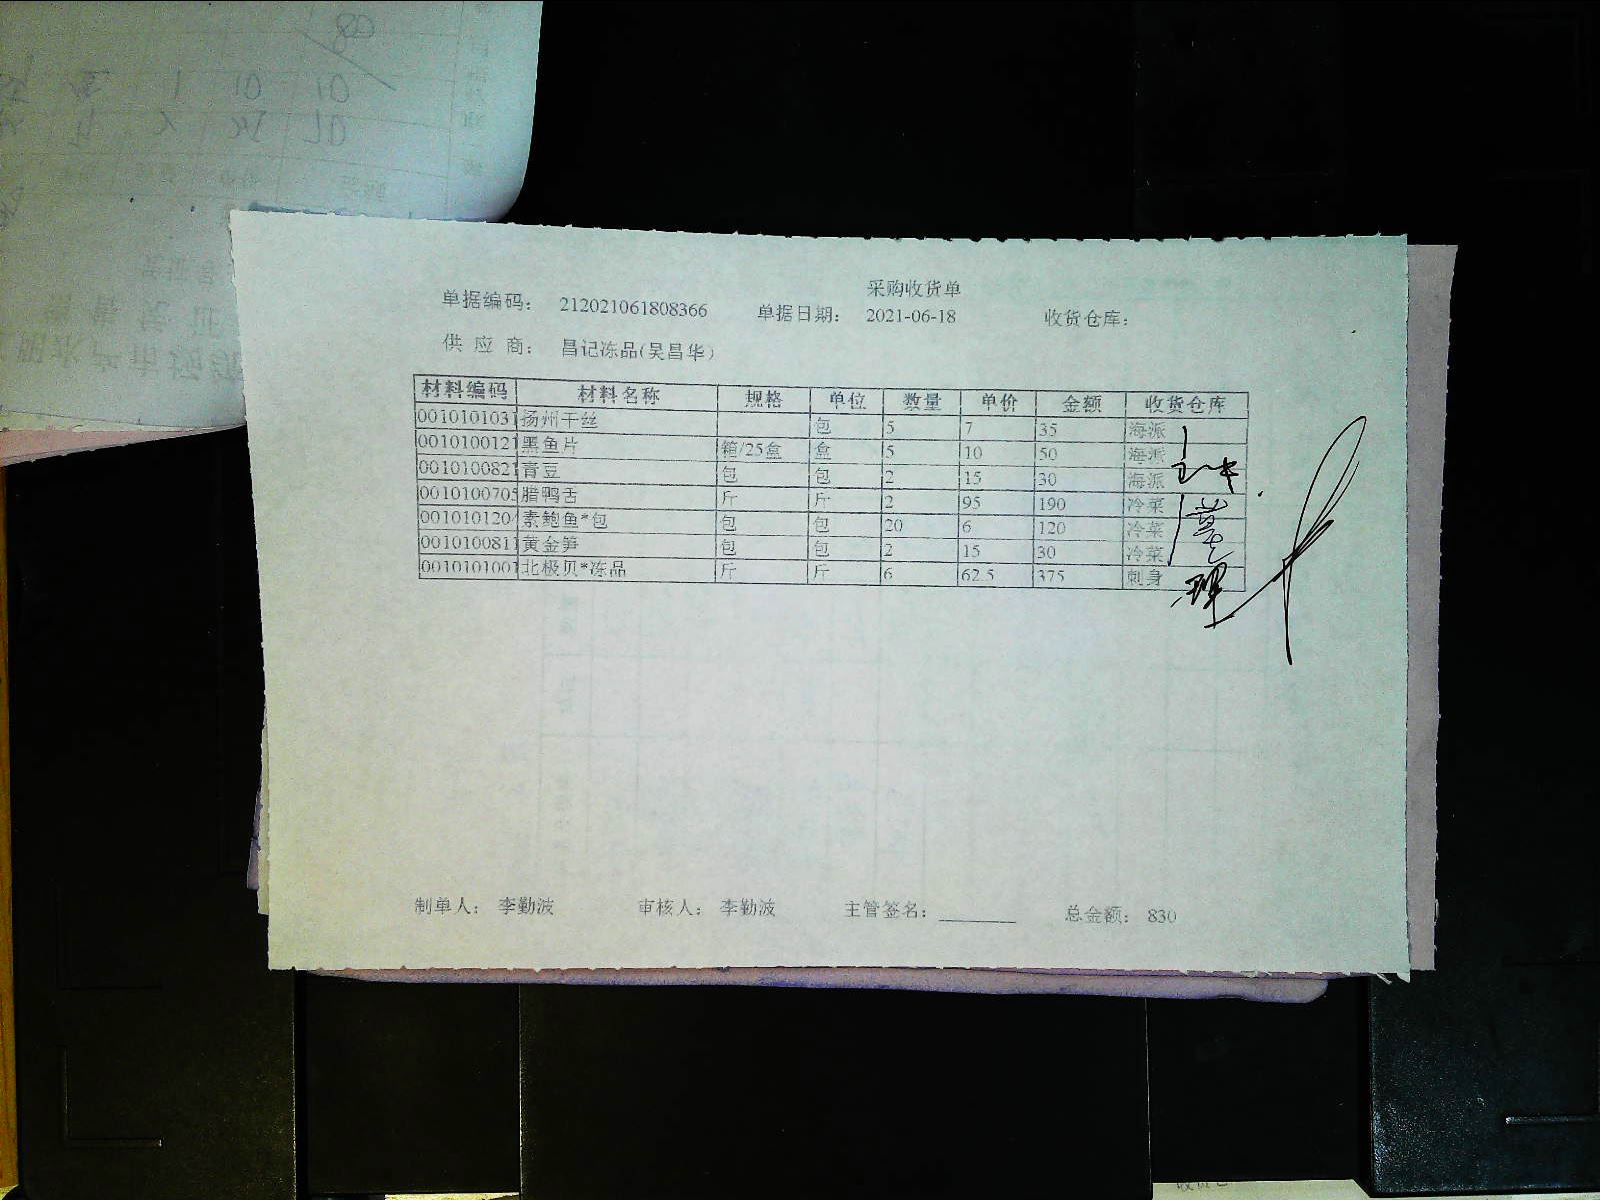 采购收货单
单据编码： 212021061808366 单据日期： 2021-06-18 收货仓库：
供 应 商： 昌记冻品(吴昌华）
材料编码 材料名称 规格 单位 数量 单价 金额 收货仓库
0010101031 扬州干丝 包 5 7 35 海派
0010100121 黑鱼片 箱/25盒 盒 5 10 50 海派
0010100821 青豆 包 包 2 15 30 海派
0010100705 腊鸭舌 斤 斤 2 95 190 冷菜
001010120 素鲍鱼*包 包 包 20 6 120 冷菜
0010100811 黄金笋 包 包 2 15 30 冷菜
0010101001 北极贝*冻品 斤 斤 6 62.5 375 刺身
制单人： 李勤波 审核人： 李勤波 主管签名：________ 总金额： 830